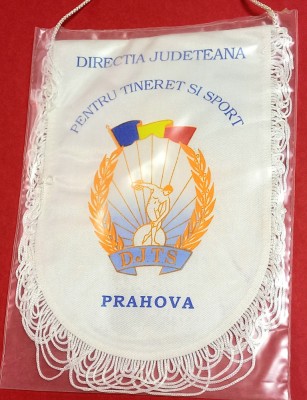 DIRECTIA JUDETEANA
PENTRU TINERET SI SPORT
DJTS
PRAHOVA